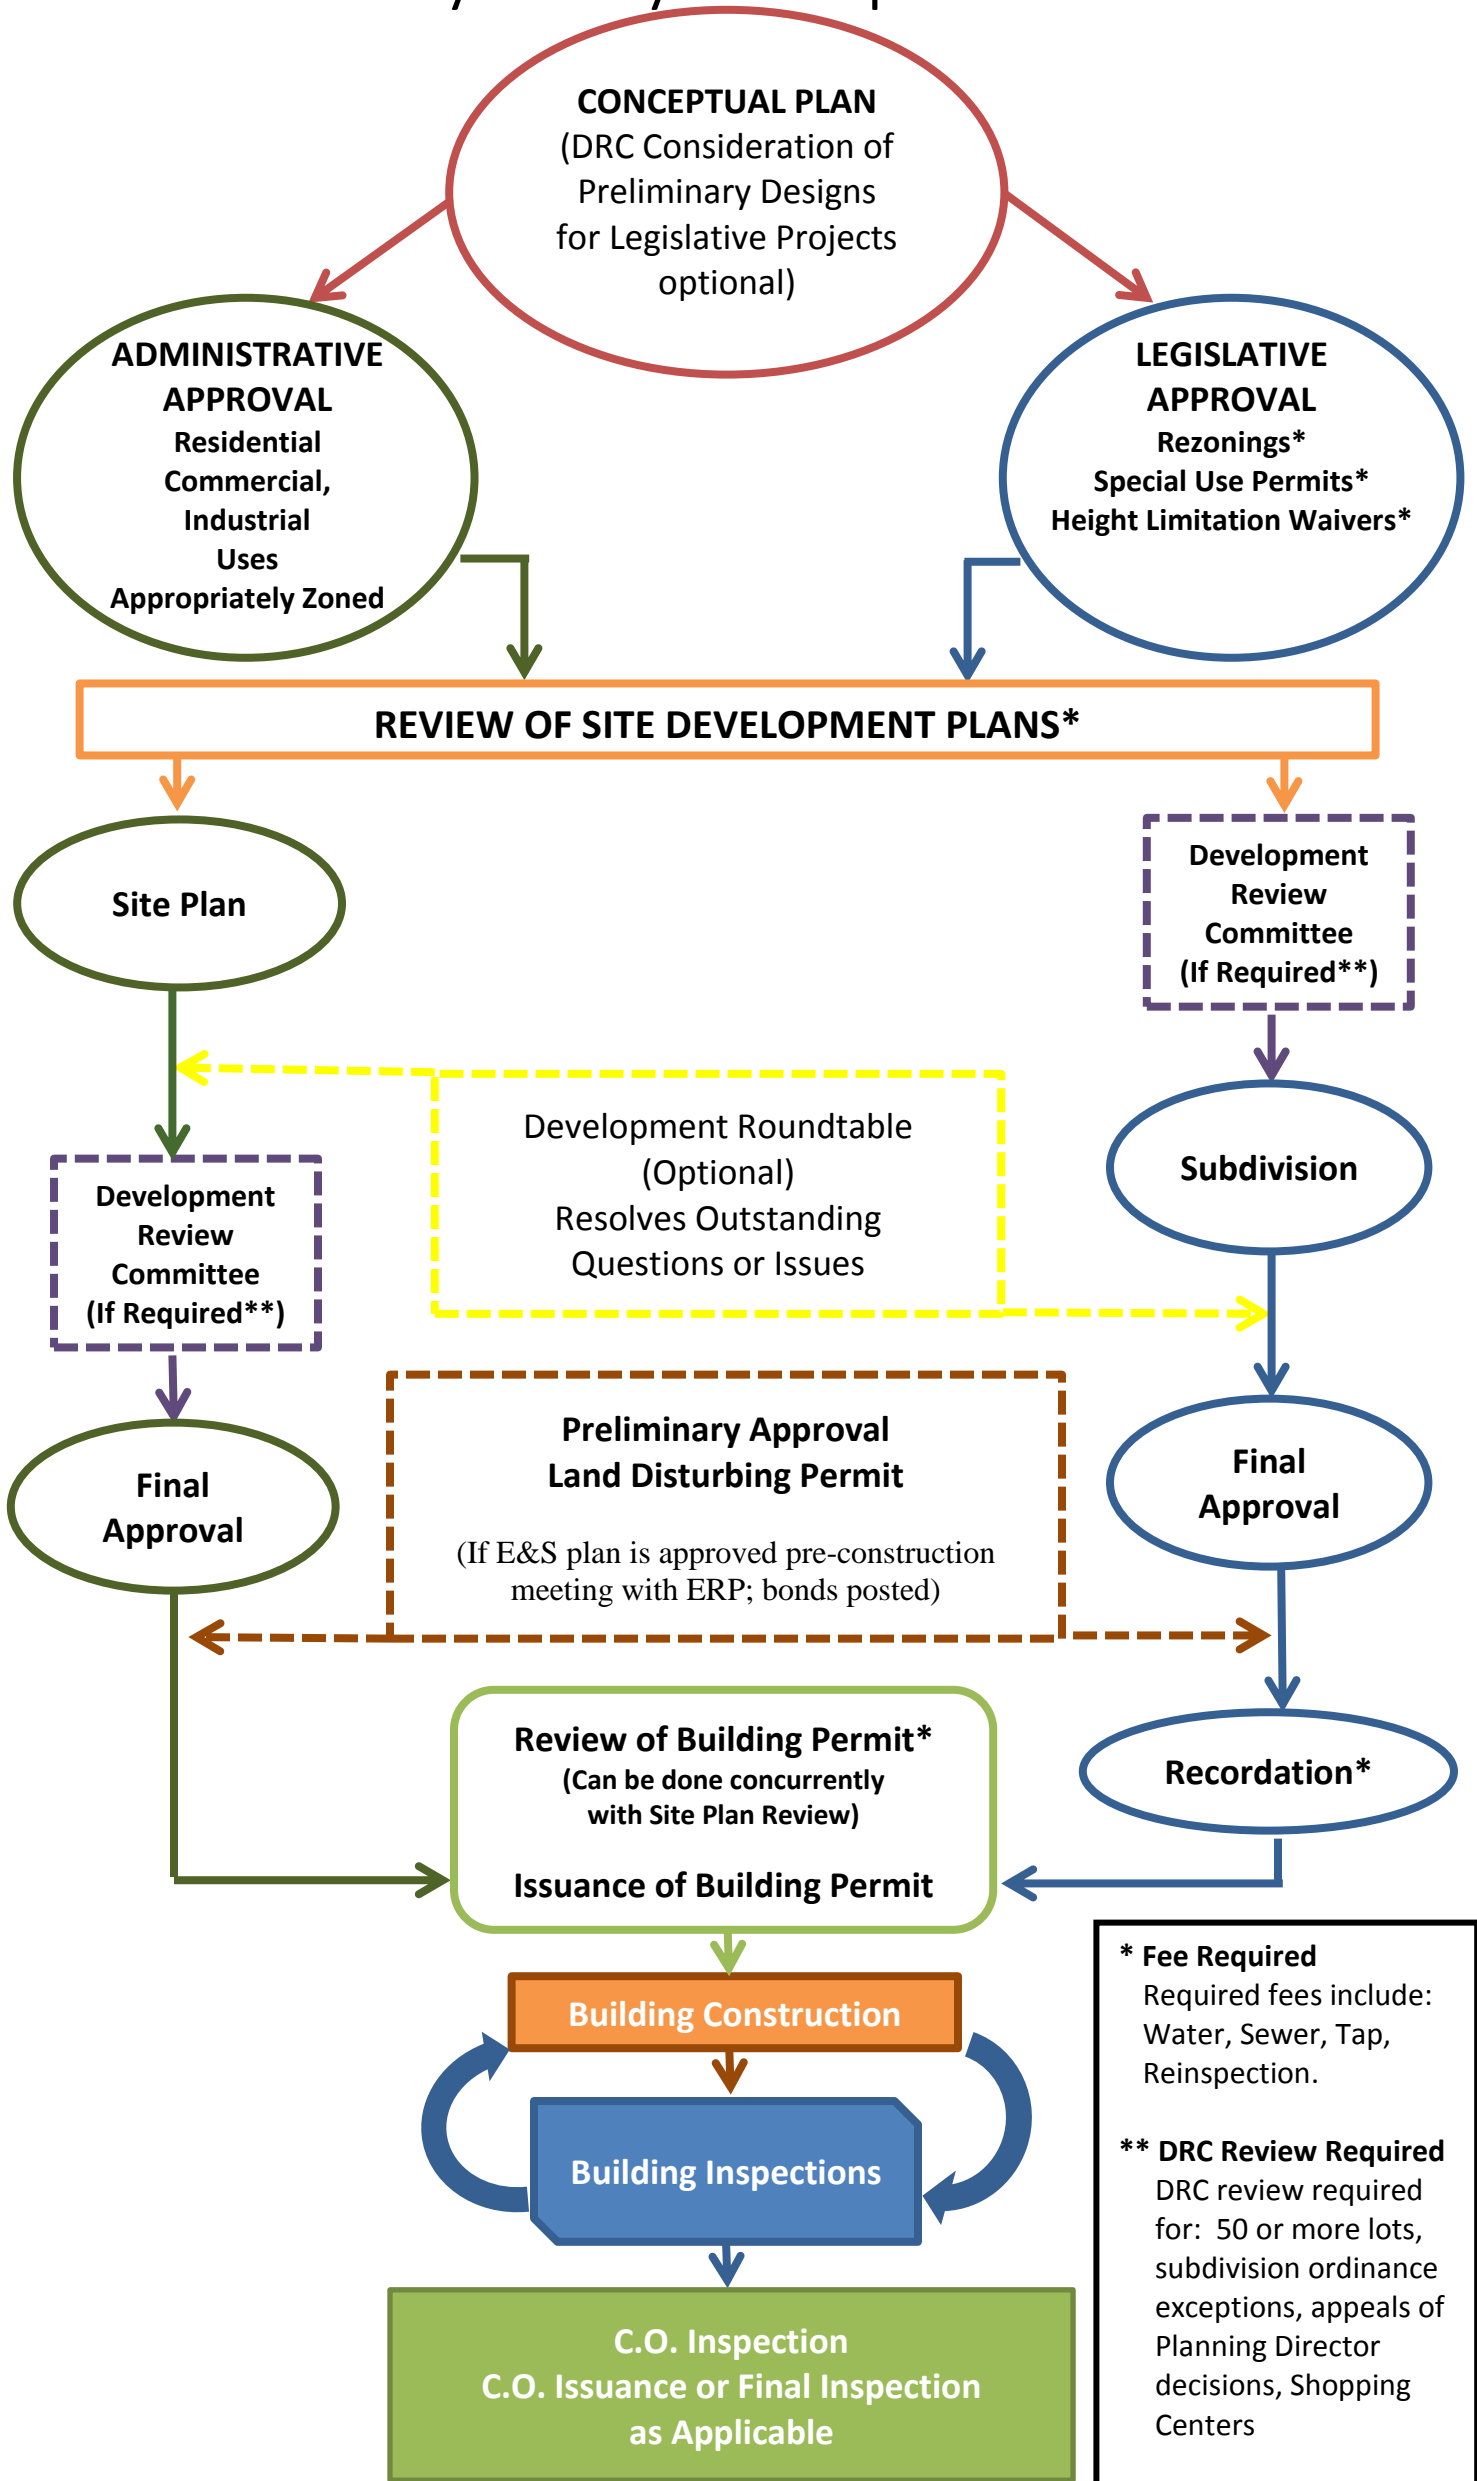 CONCEPTUAL PLAN
(DRC Consideration of
Preliminary Designs
for Legislative Projects
optional)
ADMINISTRATIVE
APPROVAL
Residential
Commercial,
Industrial
Uses
Appropriately Zoned
LEGISLATIVE
APPROVAL
Rezonings*
Special Use Permits*
Height Limitation Waivers*
REVIEW OF SITE DEVELOPMENT PLANS*
Site Plan
Development
Review
Committee
(If Required**)
Development Roundtable
(Optional)
Resolves Outstanding
Questions or Issues
Subdivision
Development
Review
Committee
(If Required**)
Preliminary Approval
Land Disturbing Permit
(If E&S plan is approved pre-construction
meeting with ERP; bonds posted)
Final
Approval
Final
Approval
Review of Building Permit*
(Can be done concurrently
with Site Plan Review)
Issuance of Building Permit
Recordation*
Building Construction
Building Inspections
C.O. Inspection
C.O. Issuance or Final Inspection
as Applicable
* Fee Required
Required fees include:
Water, Sewer, Tap,
Reinspection.
** DRC Review Required
DRC review required
for: 50 or more lots,
subdivision ordinance
exceptions, appeals of
Planning Director
decisions, Shopping
Centers